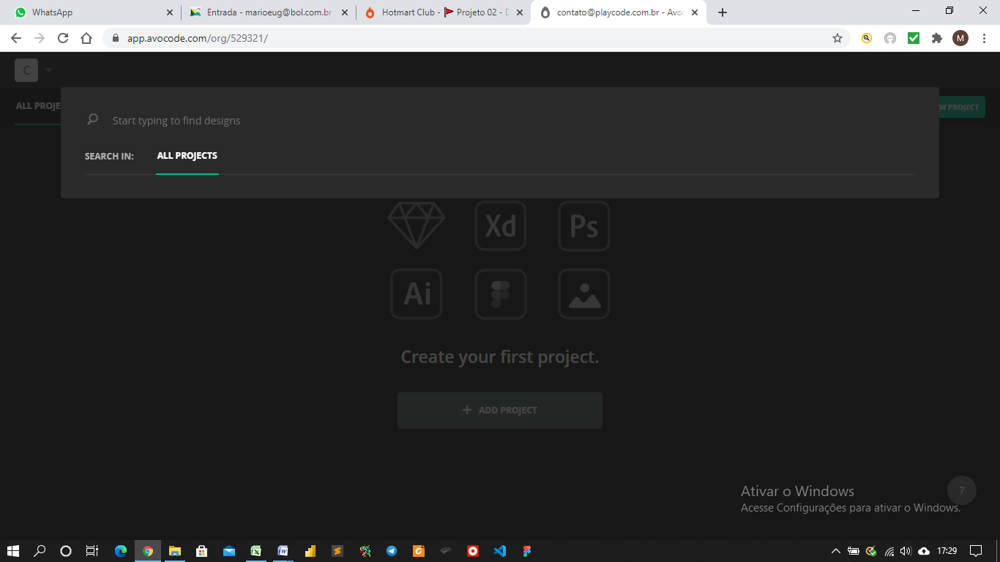 WhatsApp
Entrada - marioeug@bol.com.br
Hotmart Club - 🚩 Projeto 02 - D
contato@playcode.com.br - Avoc
app.avocode.com/org/529321/
M
C
ALL PROJE
W PROJECT
Start typing to find designs
SEARCH IN: ALL PROJECTS
Xd Ps
Ai
Create your first project.
+ ADD PROJECT
Ativar o Windows
?
Acesse Configurações para ativar o Windows.
17:29